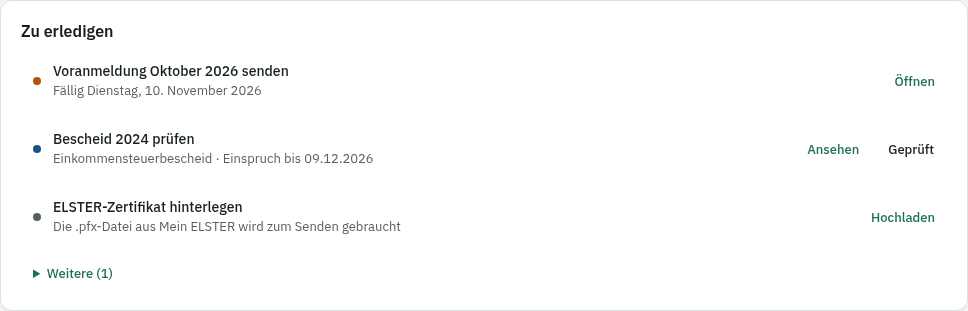 Zu erledigen
Voranmeldung Oktober 2026 senden
Fällig Dienstag, 10. November 2026
Öffnen
Bescheid 2024 prüfen
Einkommensteuerbescheid · Einspruch bis 09.12.2026
Ansehen Geprüft
ELSTER-Zertifikat hinterlegen
Die .pfx-Datei aus Mein ELSTER wird zum Senden gebraucht
Hochladen
Weitere (1)